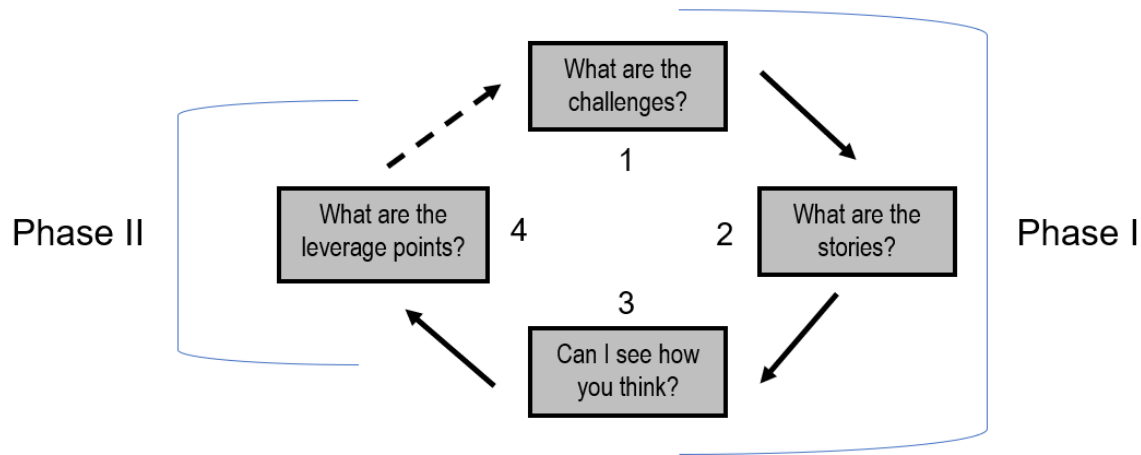 What are the
challenges?
1
Phase II
What are the
leverage points?
4
2
What are the
stories?
Phase I
3
Can I see how
you think?